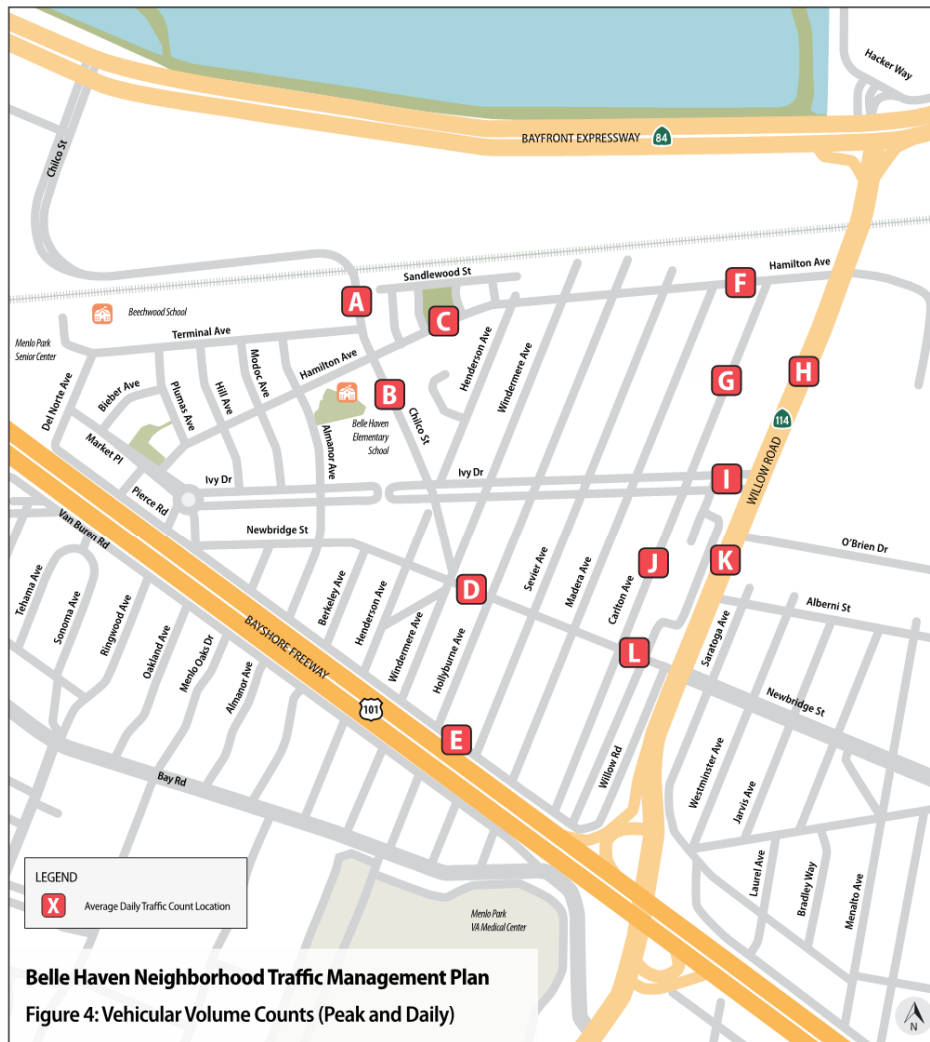 Hacker Way
BAYFRONT EXPRESSWAY
84
Chilco St
Sandlewood St
Hamilton Ave
F
A
C
Beechwood School
Terminal Ave
Menlo Park
Senior Center
Hamilton Ave
Henderson Ave
Windermere Ave
Modoc Ave
Hill Ave
Plumas Ave
Bieber Ave
Del Norte Ave
Market Pl
B
G
H
114
WILLOW ROAD
Belle Haven
Elementary
School
Chilco St
Almanor Ave
Ivy Dr
Ivy Dr
I
Pierce Rd
Van Buren Rd
Newbridge St
O'Brien Dr
K
J
Sevier Ave
Madera Ave
Carlton Ave
D
Alberni St
Saratoga Ave
Tehama Ave
Sonoma Ave
Ringwood Ave
Oakland Ave
Menlo Oaks Dr
Almanor Ave
Berkeley Ave
Henderson Ave
Windermere Ave
Hollyburne Ave
L
BAYSHORE FREEWAY
101
Newbridge St
E
Willow Rd
Westminster Ave
Jarvis Ave
Bay Rd
Laurel Ave
Bradley Way
Menalto Ave
LEGEND
X
Average Daily Traffic Count Location
Menlo Park
VA Medical Center
Belle Haven Neighborhood Traffic Management Plan
Figure 4: Vehicular Volume Counts (Peak and Daily)
N